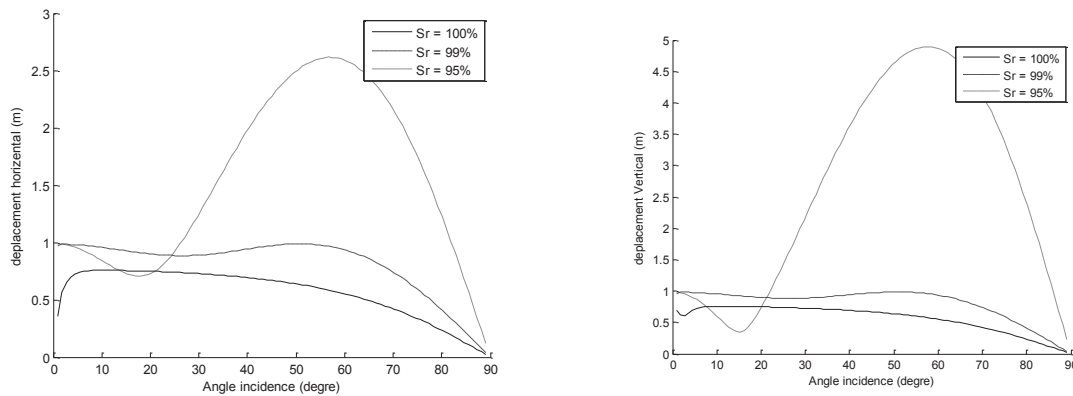 3
2.5
2
1.5
1
0.5
0
deplacement horizental (m)
0 10 20 30 40 50 60 70 80 90
Angle incidence (degre)
Sr = 100%
Sr = 99%
Sr = 95%
5
4.5
4
3.5
3
2.5
2
1.5
1
0.5
0
deplacement Vertical (m)
0 10 20 30 40 50 60 70 80 90
Angle incidence (degre)
Sr = 100%
Sr = 99%
Sr = 95%